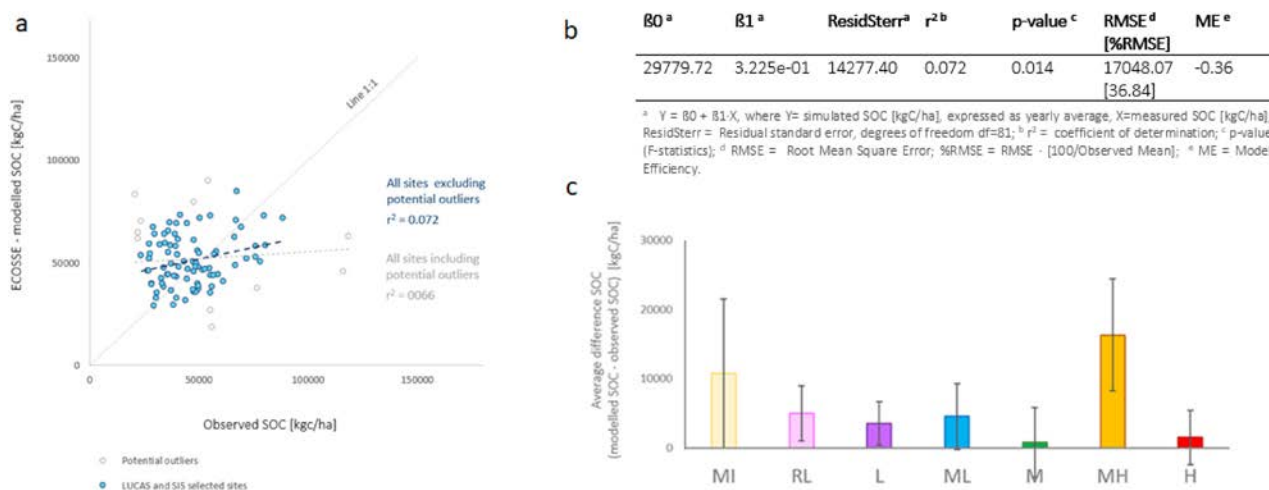 a
150000
100000
50000
0
0
50000
100000
150000
ECOSSE - modelled SOC [kgC/ha]
Line 1:1
All sites excluding
potential outliers
r² = 0.072
All sites including
potential outliers
r² = 0066
Observed SOC [kgc/ha]
Potential outliers
LUCAS and SIS selected sites
b
ß0 ᵃ ß1 ᵃ ResidSterrᵃ r² ᵇ p-value ᶜ RMSE ᵈ ME ᵉ
[%RMSE]
29779.72 3.225e-01 14277.40 0.072 0.014 17048.07 -0.36
[36.84]
ᵃ Y = ß0 + ß1·X, where Y= simulated SOC [kgC/ha], expressed as yearly average, X=measured SOC [kgC/ha]
ResidSterr = Residual standard error, degrees of freedom df=81; ᵇ r² = coefficient of determination; ᶜ p-value
(F-statistics); ᵈ RMSE = Root Mean Square Error; %RMSE = RMSE · [100/Observed Mean]; ᵉ ME = Model
Efficiency.
c
Average difference SOC
(modelled SOC - observed SOC) [kgC/ha]
30000
20000
10000
0
MI RL L ML M MH H